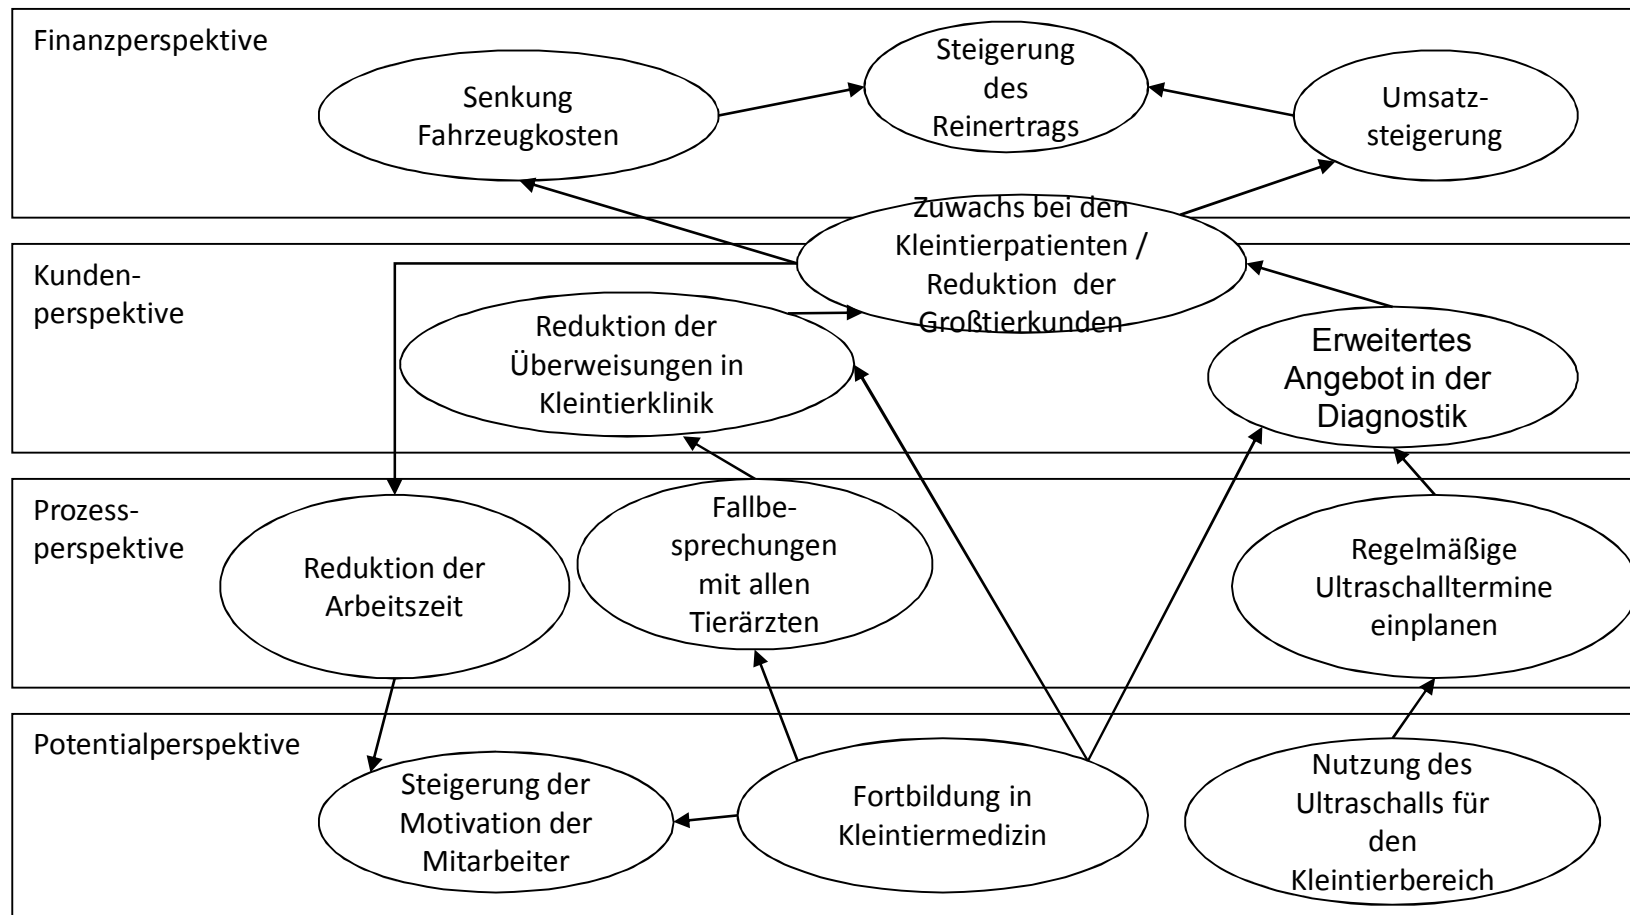 Finanzperspektive
Senkung
Fahrzeugkosten
Steigerung
des
Reinertrags
Umsatz-
steigerung
Kunden-
perspektive
Zuwachs bei den
Kleintierpatienten /
Reduktion der
Großtierkunden
Reduktion der
Überweisungen in
Kleintierklinik
Erweitertes
Angebot in der
Diagnostik
Prozess-
perspektive
Reduktion der
Arbeitszeit
Fallbe-
sprechungen
mit allen
Tierärzten
Regelmäßige
Ultraschalltermine
einplanen
Potentialperspektive
Steigerung der
Motivation der
Mitarbeiter
Fortbildung in
Kleintiermedizin
Nutzung des
Ultraschalls für
den
Kleintierbereich